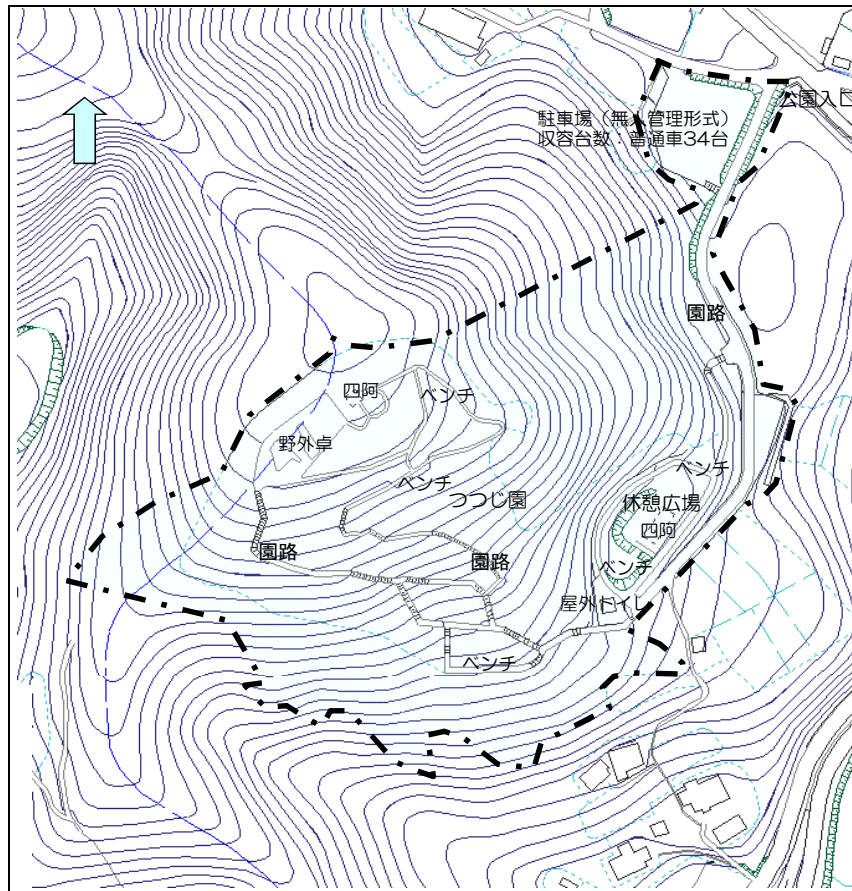 公園入口
駐車場（無人管理形式）
収容台数：普通車34台
園路
四阿
ベンチ
野外卓
ベンチ
ベンチ
つつじ園
休憩広場
四阿
園路
園路
ベンチ
屋外トイレ
ベンチ